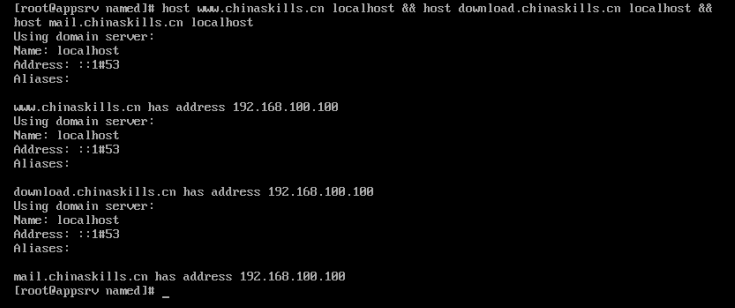 [root@appsrv named]# host www.chinaskills.cn localhost && host download.chinaskills.cn localhost &&
host mail.chinaskills.cn localhost
Using domain server:
Name: localhost
Address: ::1#53
Aliases:

www.chinaskills.cn has address 192.168.100.100
Using domain server:
Name: localhost
Address: ::1#53
Aliases:

download.chinaskills.cn has address 192.168.100.100
Using domain server:
Name: localhost
Address: ::1#53
Aliases:

mail.chinaskills.cn has address 192.168.100.100
[root@appsrv named]# _